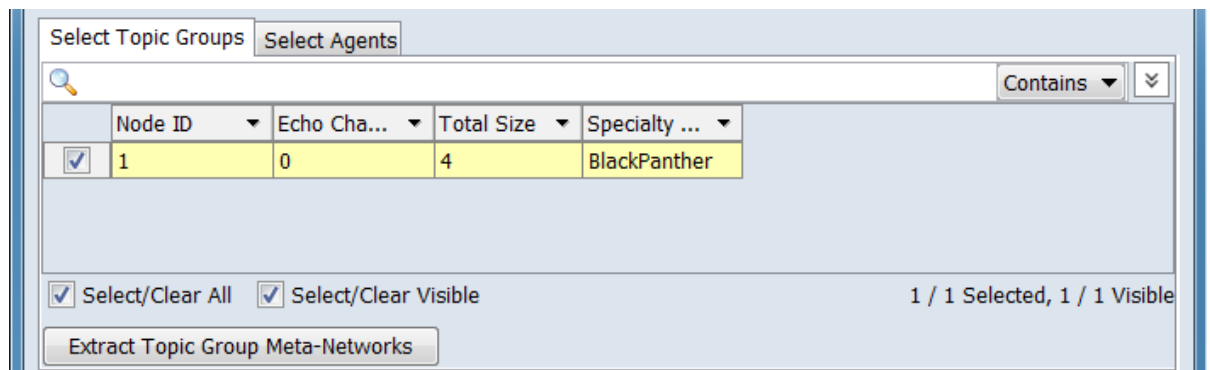 Select Topic Groups Select Agents
Contains
Node ID Echo Cha... Total Size Specialty ...
1 0 4 BlackPanther
Select/Clear All Select/Clear Visible 1 / 1 Selected, 1 / 1 Visible
Extract Topic Group Meta-Networks